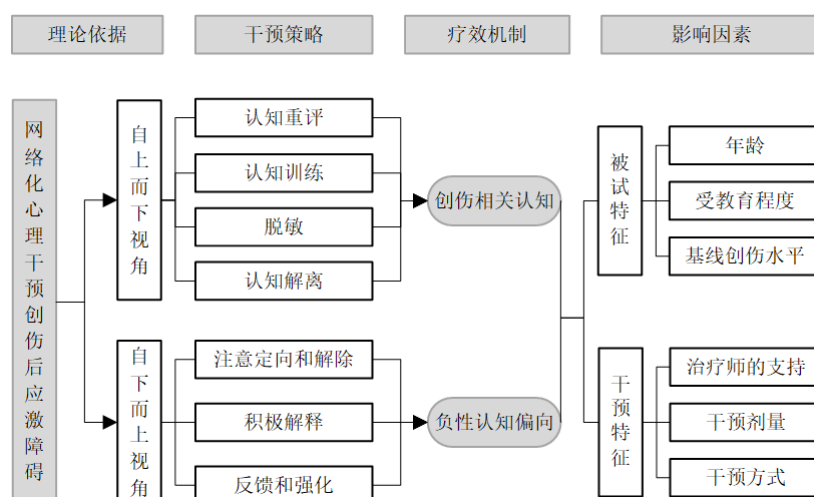 理论依据
干预策略
疗效机制
影响因素
网络化心理干预创伤后应激障碍
自上而下视角
认知重评
认知训练
脱敏
认知解离
创伤相关认知
自下而上视角
注意定向和解除
积极解释
反馈和强化
负性认知偏向
被试特征
年龄
受教育程度
基线创伤水平
干预特征
治疗师的支持
干预剂量
干预方式